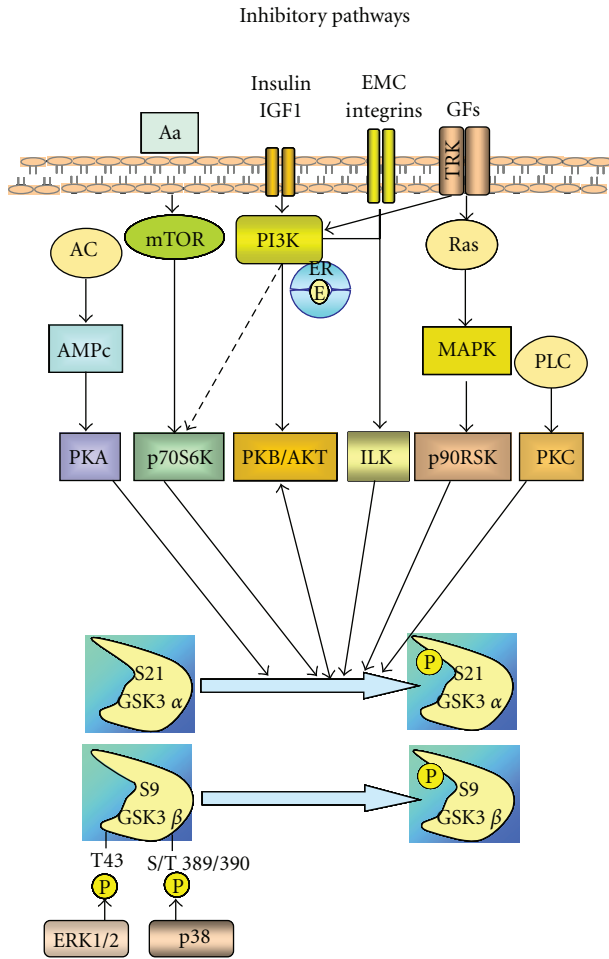 Inhibitory pathways
Insulin
IGF1
EMC
integrins
GFs
Aa
TRK
AC
mTOR
PI3K
Ras
ER
E
AMPc
MAPK
PLC
PKA
p70S6K
PKB/AKT
ILK
p90RSK
PKC
S21
GSK3 α
P
S21
GSK3 α
S9
GSK3 β
P
S9
GSK3 β
T43
S/T 389/390
P
P
ERK1/2
p38